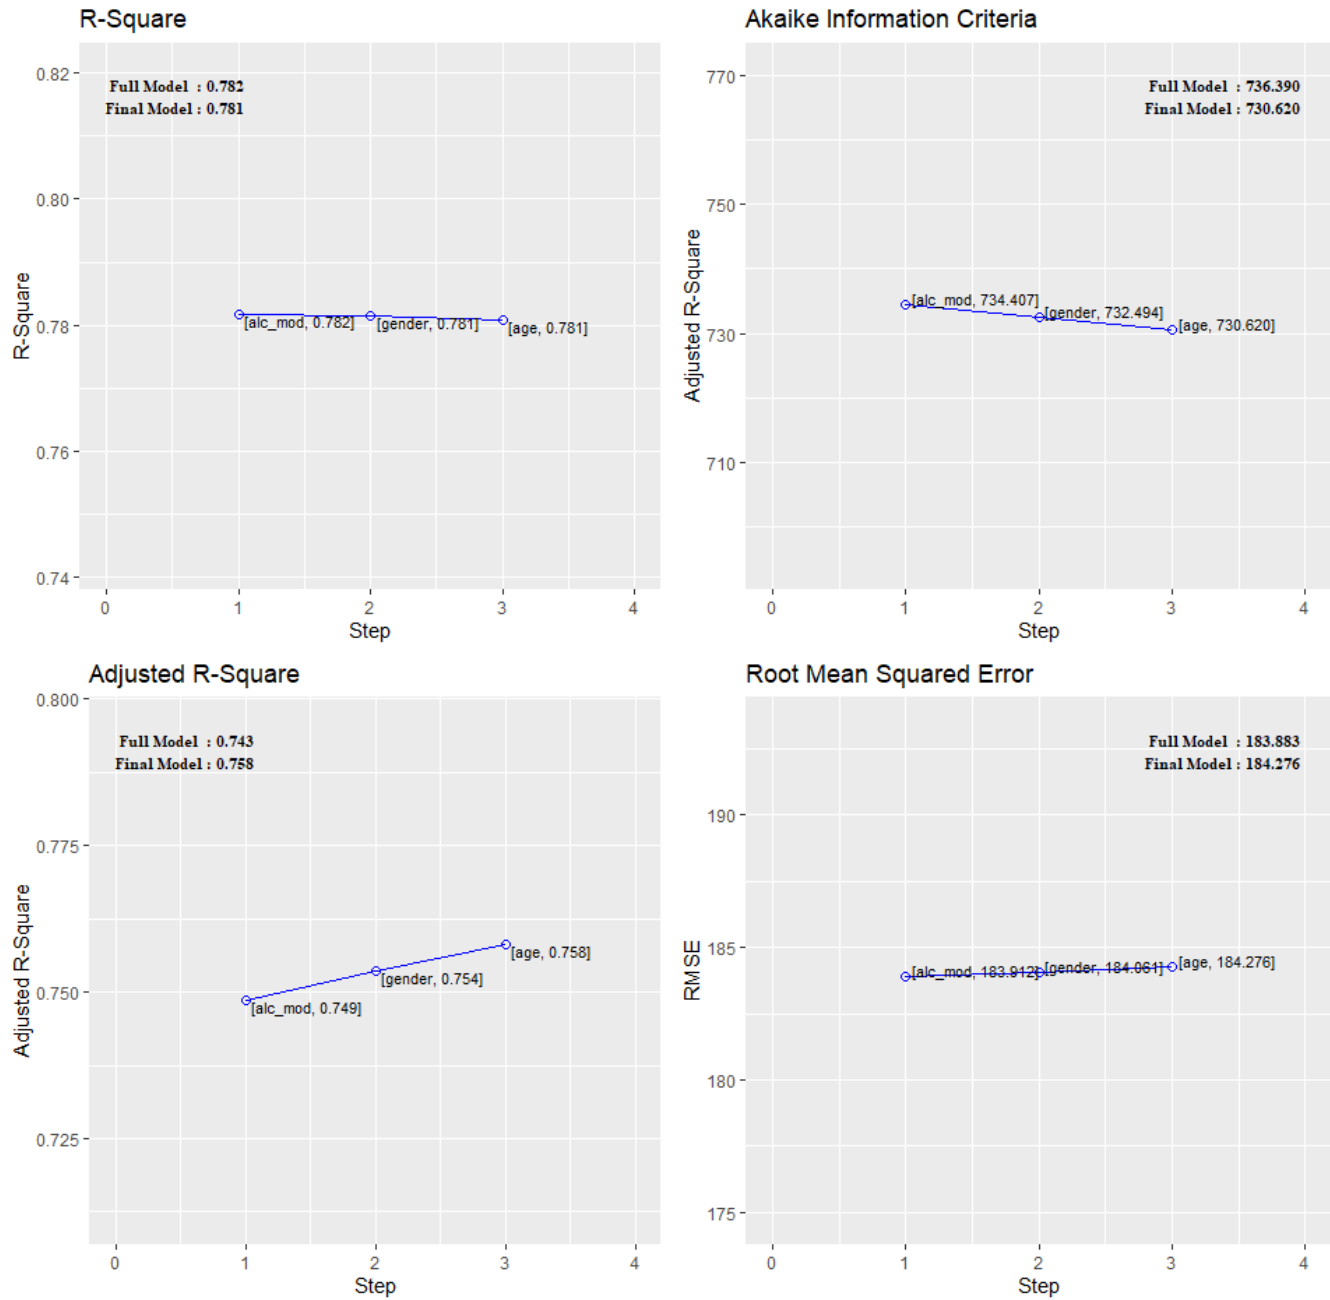 R-Square
Full Model : 0.782
Final Model : 0.781
0.82
0.80
0.78
0.76
0.74
R-Square
[alc_mod, 0.782]
[gender, 0.781]
[age, 0.781]
0 1 2 3 4
Step
Akaike Information Criteria
Full Model : 736.390
Final Model : 730.620
770
750
730
710
Adjusted R-Square
[alc_mod, 734.407]
[gender, 732.494]
[age, 730.620]
0 1 2 3 4
Step
Adjusted R-Square
Full Model : 0.743
Final Model : 0.758
0.800
0.775
0.750
0.725
Adjusted R-Square
[alc_mod, 0.749]
[gender, 0.754]
[age, 0.758]
0 1 2 3 4
Step
Root Mean Squared Error
Full Model : 183.883
Final Model : 184.276
190
185
180
175
RMSE
[alc_mod, 183.912]
[gender, 184.061]
[age, 184.276]
0 1 2 3 4
Step